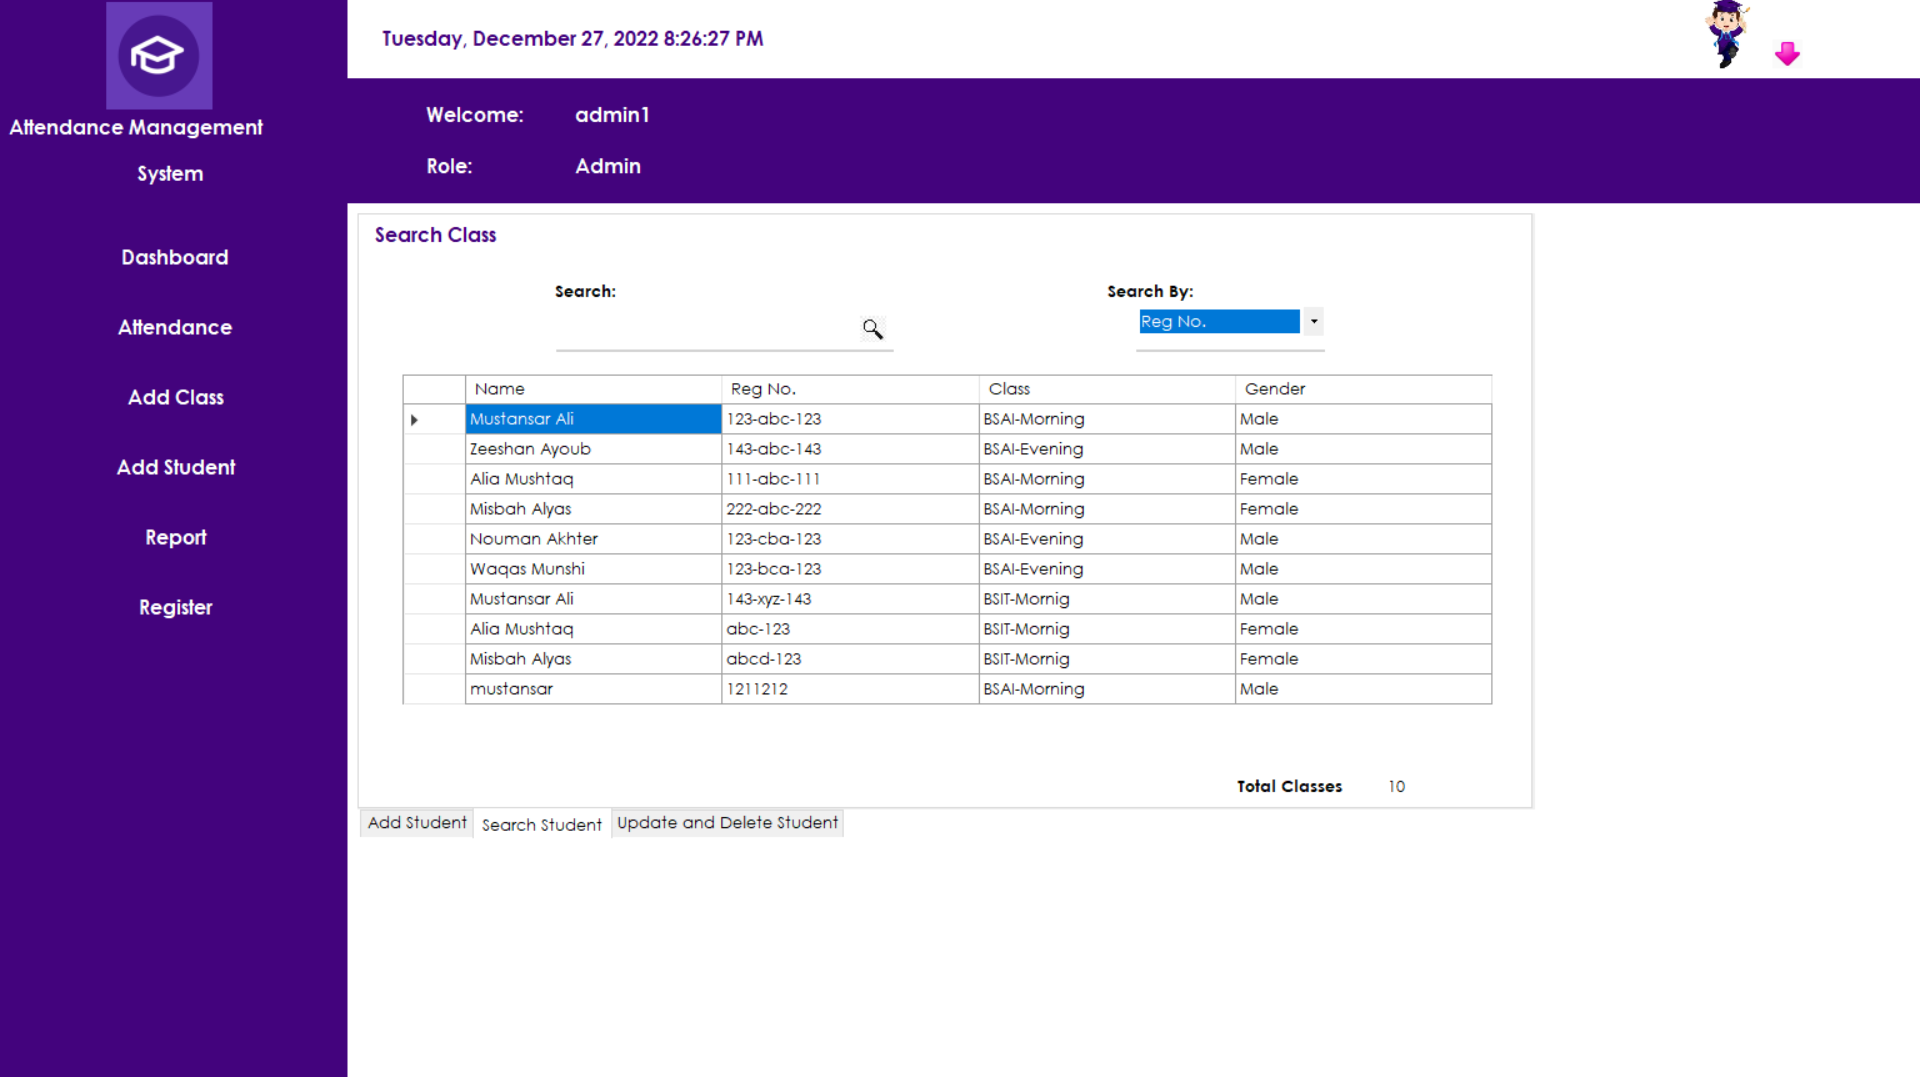 Tuesday, December 27, 2022 8:26:27 PM
Attendance Management
System
Welcome: admin1
Role: Admin
Dashboard
Attendance
Add Class
Add Student
Report
Register
Search Class
Search: Search By:
Reg No.
Name Reg No. Class Gender
Mustansar Ali 123-abc-123 BSAI-Morning Male
Zeeshan Ayoub 143-abc-143 BSAI-Evening Male
Alia Mushtaq 111-abc-111 BSAI-Morning Female
Misbah Alyas 222-abc-222 BSAI-Morning Female
Nouman Akhter 123-cba-123 BSAI-Evening Male
Waqas Munshi 123-bca-123 BSAI-Evening Male
Mustansar Ali 143-xyz-143 BSIT-Mornig Male
Alia Mushtaq abc-123 BSIT-Mornig Female
Misbah Alyas abcd-123 BSIT-Mornig Female
mustansar 1211212 BSAI-Morning Male
Total Classes 10
Add Student Search Student Update and Delete Student